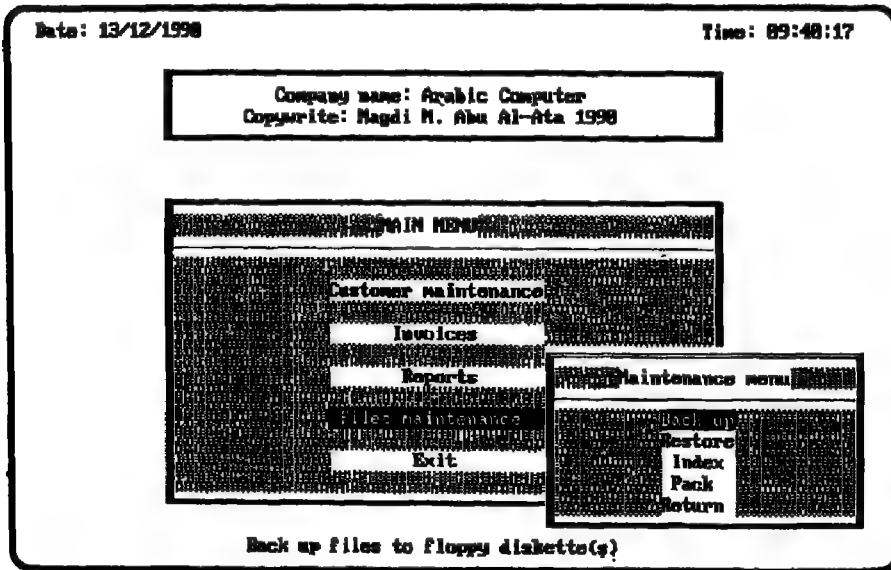 Date: 13/12/1990
Time: 09:40:17
Company name: Arabic Computer
Copywrite: Magdi M. Abu Al-Ata 1990
MAIN MENU
Customer maintenance
Invoices
Reports
Files maintenance
Exit
Maintenance menu
Back up
Restore
Index
Pack
Return
Back up files to floppy diskette(s)